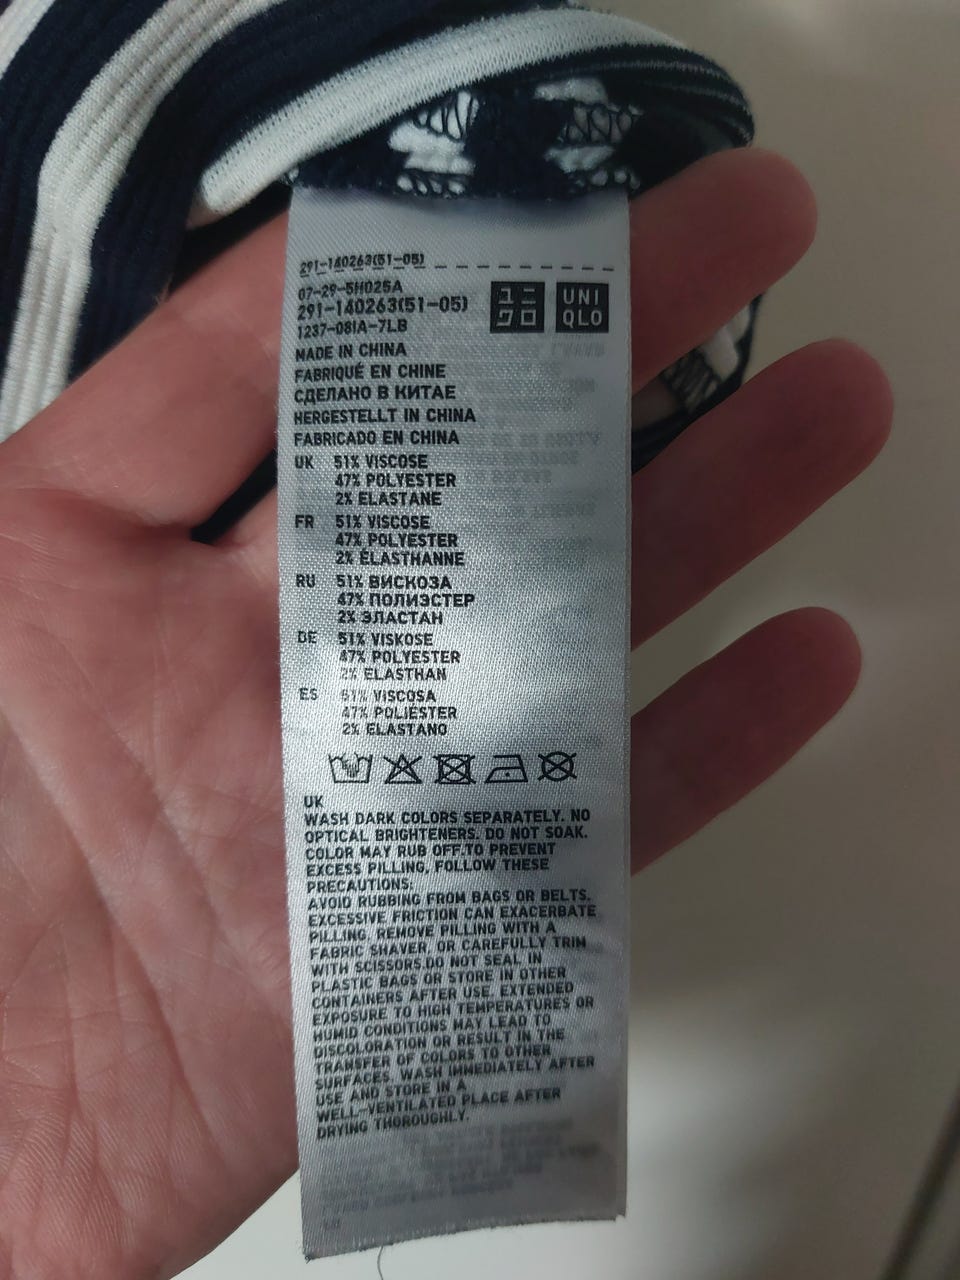 291-140263(51-05)
07-29-5H025A
291-140263(51-05)
1237-081A-7LB
ユニ
クロ
UNI
QLO
MADE IN CHINA
FABRIQUÉ EN CHINE
СДЕЛАНО В КИТАЕ
HERGESTELLT IN CHINA
FABRICADO EN CHINA
UK 51% VISCOSE
47% POLYESTER
2% ELASTANE
FR 51% VISCOSE
47% POLYESTER
2% ÉLASTHANNE
RU 51% ВИСКОЗА
47% ПОЛИЭСТЕР
2% ЭЛАСТАН
DE 51% VISKOSE
47% POLYESTER
2% ELASTHAN
ES 51% VISCOSA
47% POLIÉSTER
2% ELASTANO
UK
WASH DARK COLORS SEPARATELY. NO
OPTICAL BRIGHTENERS. DO NOT SOAK.
COLOR MAY RUB OFF.TO PREVENT
EXCESS PILLING, FOLLOW THESE
PRECAUTIONS:
AVOID RUBBING FROM BAGS OR BELTS.
EXCESSIVE FRICTION CAN EXACERBATE
PILLING. REMOVE PILLING WITH A
FABRIC SHAVER, OR CAREFULLY TRIM
WITH SCISSORS.DO NOT SEAL IN
PLASTIC BAGS OR STORE IN OTHER
CONTAINERS AFTER USE. EXTENDED
EXPOSURE TO HIGH TEMPERATURES OR
HUMID CONDITIONS MAY LEAD TO
DISCOLORATION OR RESULT IN THE
TRANSFER OF COLORS TO OTHER
SURFACES. WASH IMMEDIATELY AFTER
USE AND STORE IN A
WELL-VENTILATED PLACE AFTER
DRYING THOROUGHLY.